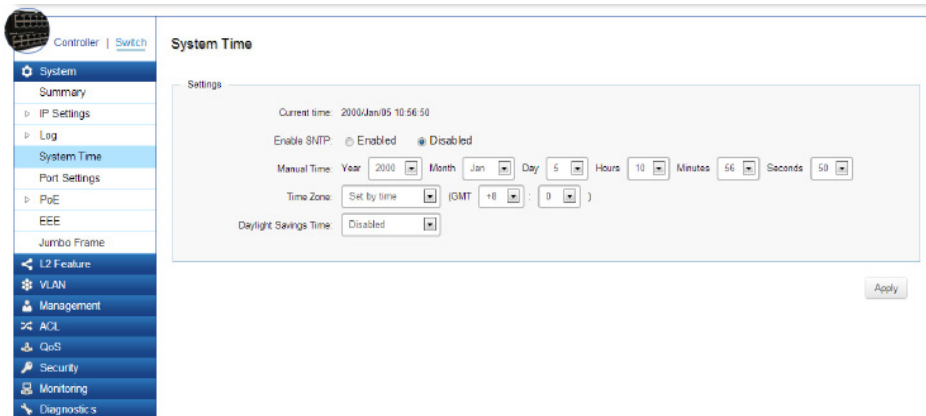 Controller | Switch
System
Summary
IP Settings
Log
System Time
Port Settings
PoE
EEE
Jumbo Frame
L2 Feature
VLAN
Management
ACL
QoS
Security
Monitoring
Diagnostics
System Time
Settings
Current time: 2000/Jan/05 10:56:50
Enable SNTP: Enabled Disabled
Manual Time: Year 2000 Month Jan Day 5 Hours 10 Minutes 56 Seconds 50
Time Zone: Set by time (GMT +8 : 0 )
Daylight Savings Time: Disabled
Apply